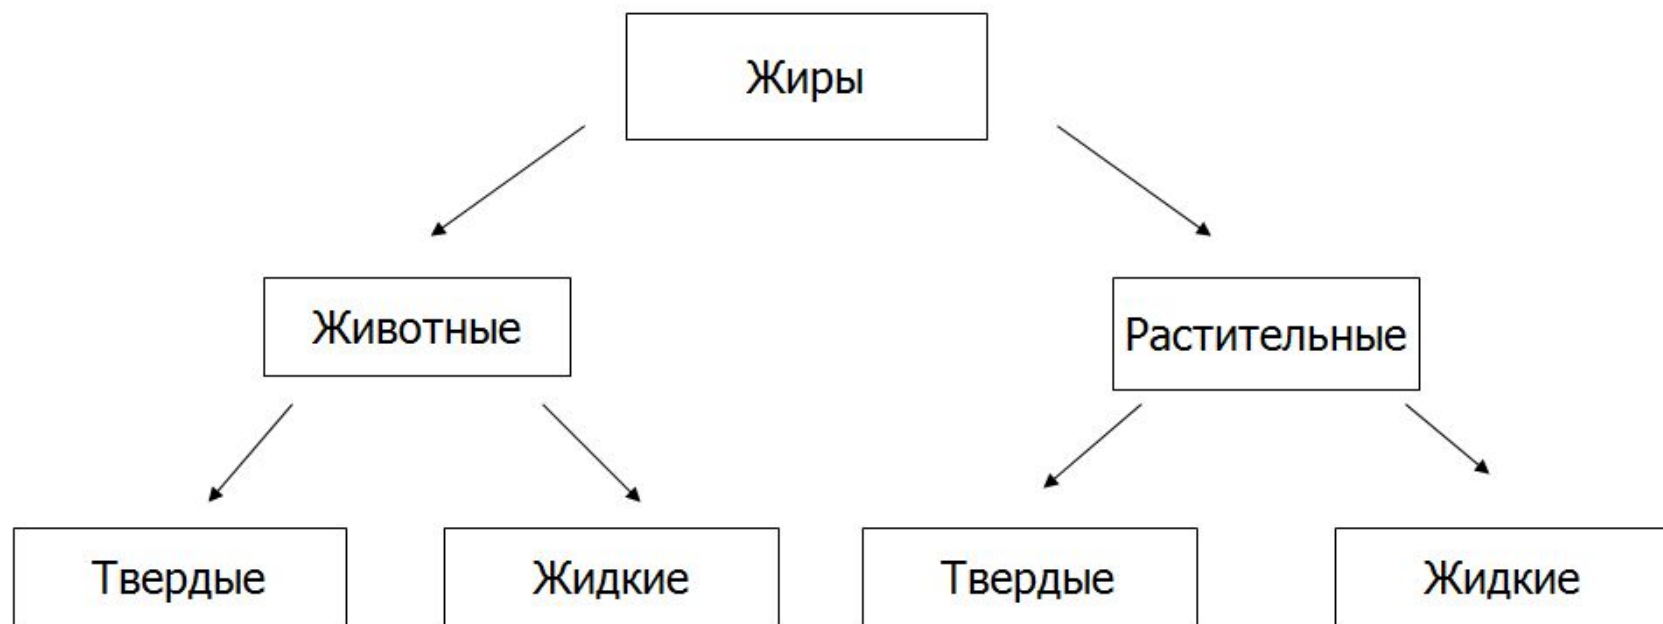 Жиры
Животные
Растительные
Твердые
Жидкие
Твердые
Жидкие